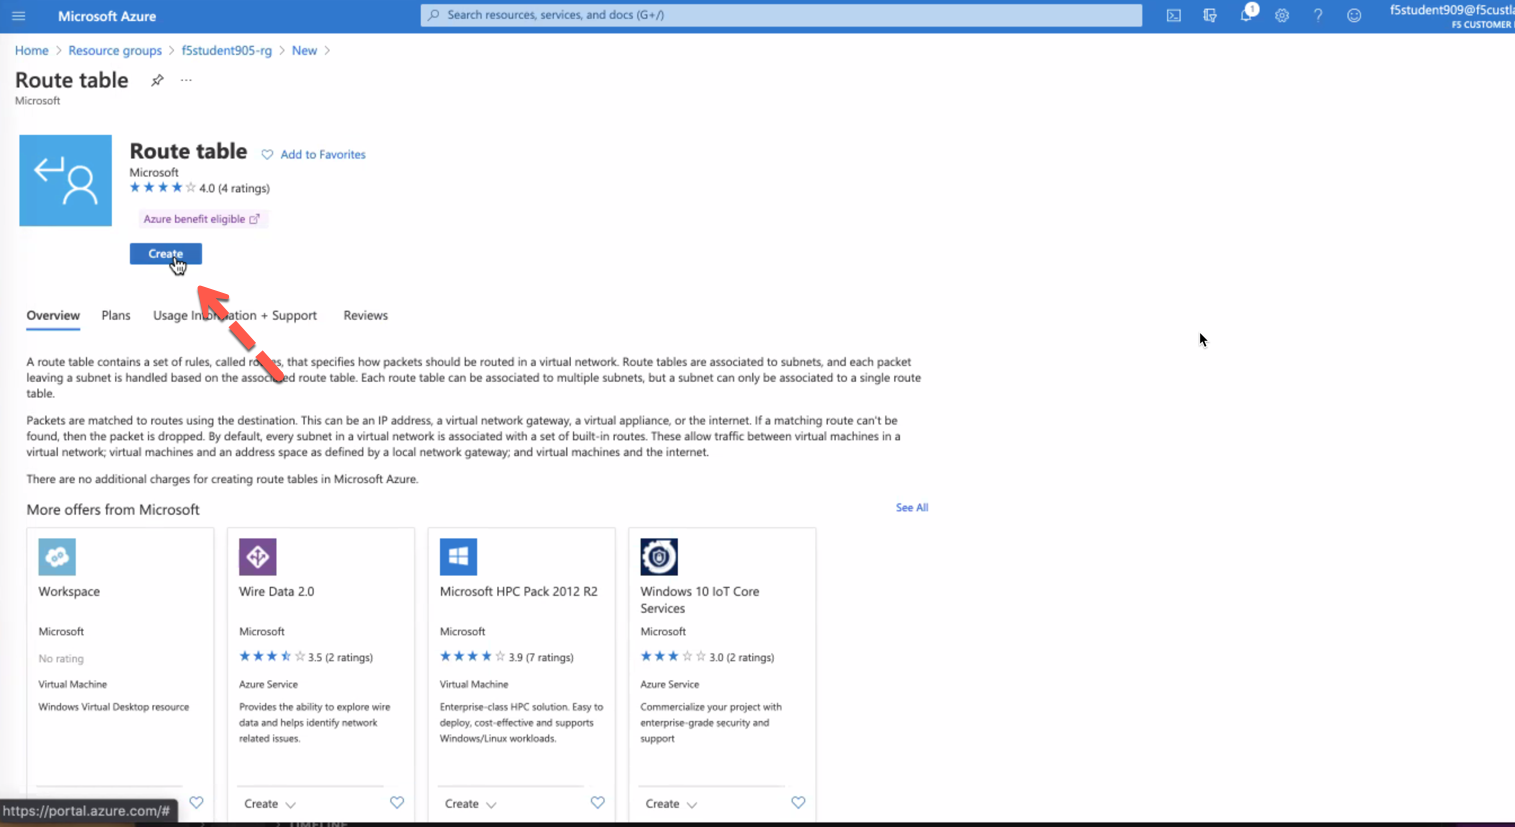 Microsoft Azure
Search resources, services, and docs (G+/)
1
f5student909@f5custla
F5 CUSTOMER
Home > Resource groups > f5student905-rg > New >
Route table ...
Microsoft
Route table Add to Favorites
Microsoft
4.0 (4 ratings)
Azure benefit eligible
Create
Overview Plans Usage Information + Support Reviews
A route table contains a set of rules, called routes, that specifies how packets should be routed in a virtual network. Route tables are associated to subnets, and each packet
leaving a subnet is handled based on the associated route table. Each route table can be associated to multiple subnets, but a subnet can only be associated to a single route
table.
Packets are matched to routes using the destination. This can be an IP address, a virtual network gateway, a virtual appliance, or the internet. If a matching route can't be
found, then the packet is dropped. By default, every subnet in a virtual network is associated with a set of built-in routes. These allow traffic between virtual machines in a
virtual network; virtual machines and an address space as defined by a local network gateway; and virtual machines and the internet.
There are no additional charges for creating route tables in Microsoft Azure.
More offers from Microsoft See All
Workspace
Microsoft
No rating
Virtual Machine
Windows Virtual Desktop resource
Wire Data 2.0
Microsoft
3.5 (2 ratings)
Azure Service
Provides the ability to explore wire
data and helps identify network
related issues.
Create
Microsoft HPC Pack 2012 R2
Microsoft
3.9 (7 ratings)
Virtual Machine
Enterprise-class HPC solution. Easy to
deploy, cost-effective and supports
Windows/Linux workloads.
Create
Windows 10 IoT Core
Services
Microsoft
3.0 (2 ratings)
Azure Service
Commercialize your project with
enterprise-grade security and
support
Create
https://portal.azure.com/#
TIMELINE